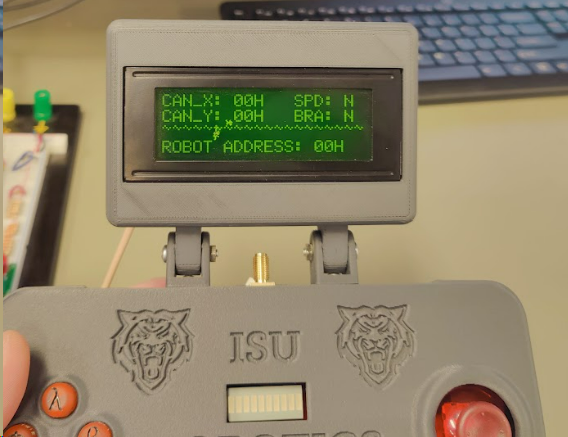 CAN_X: 00H SPD: N
CAN_Y: 00H BRA: N
ROBOT ADDRESS: 00H
ISU
λ